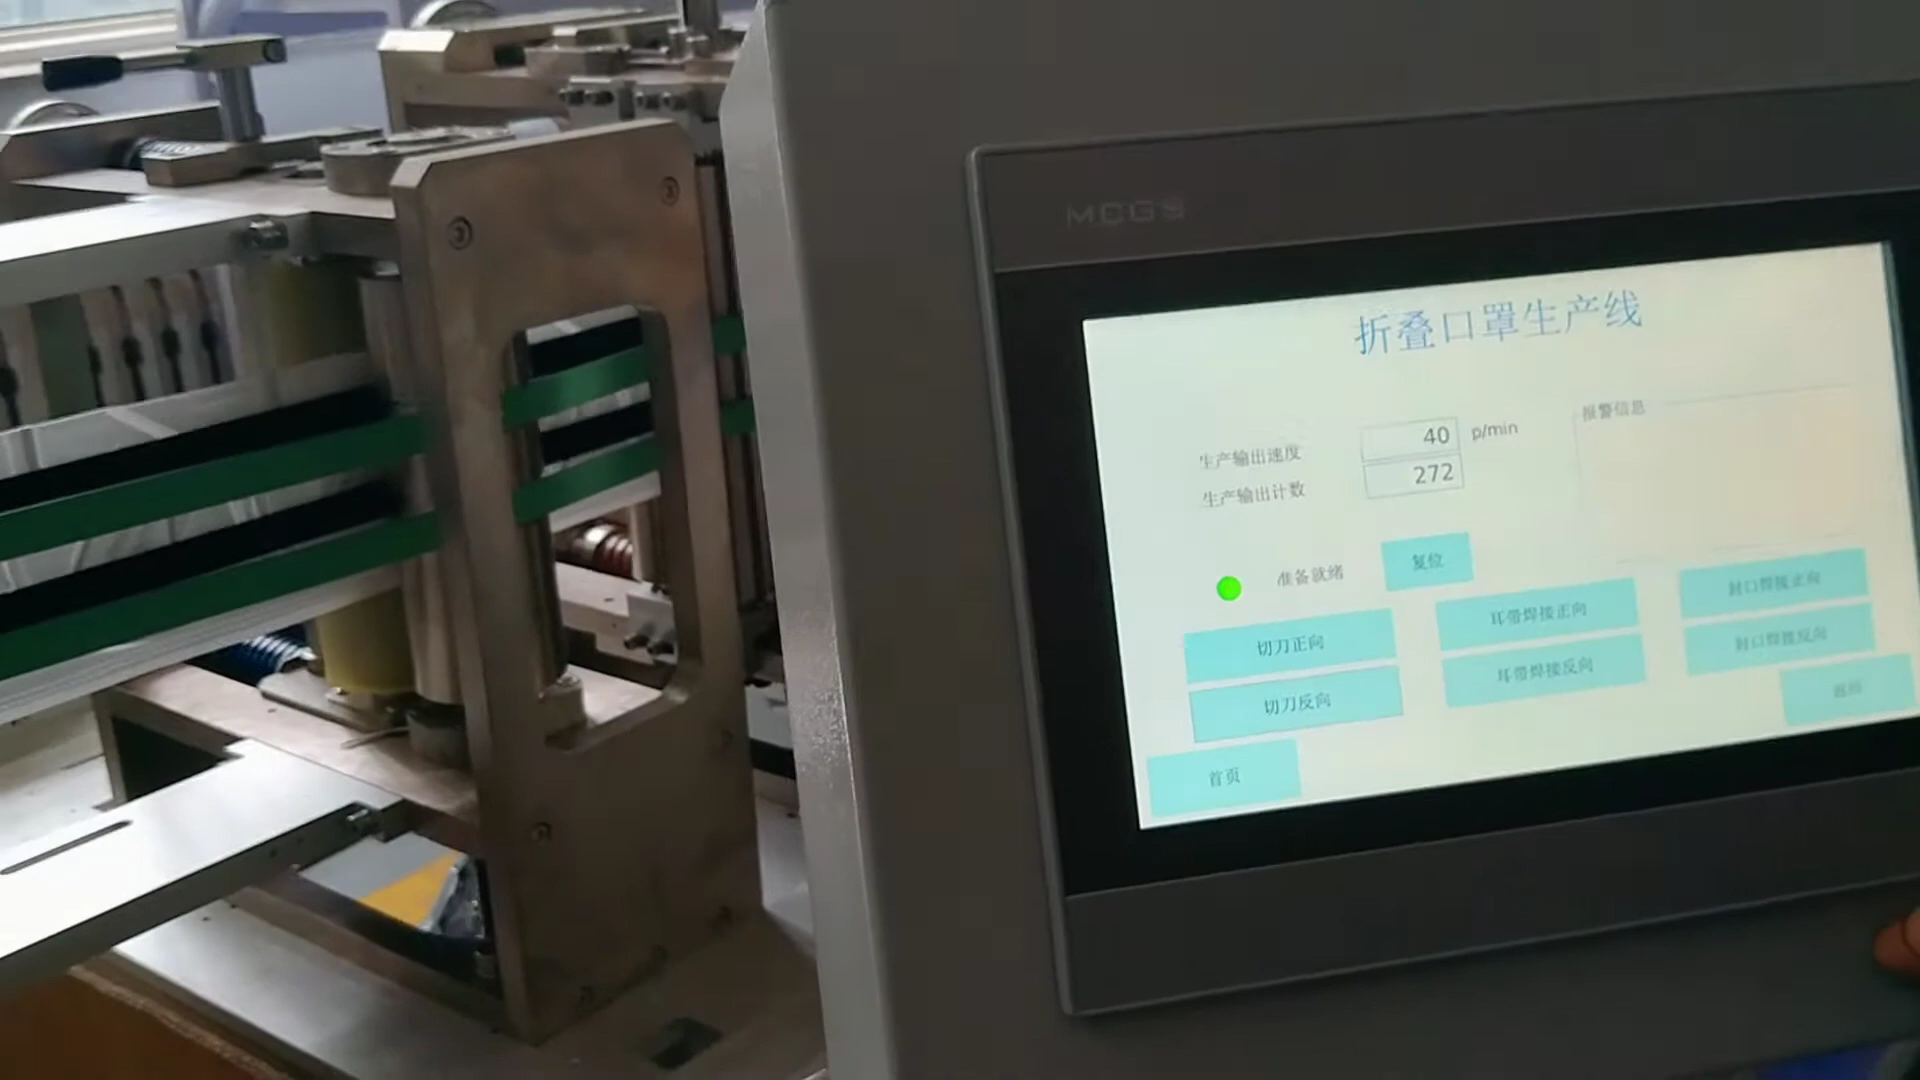 MCGS
折叠口罩生产线
生产输出速度 40 p/min
生产输出计数 272
报警信息
准备就绪 复位
切刀正向 耳带焊接正向 封口焊接正向
切刀反向 耳带焊接反向 封口焊接反向
首页